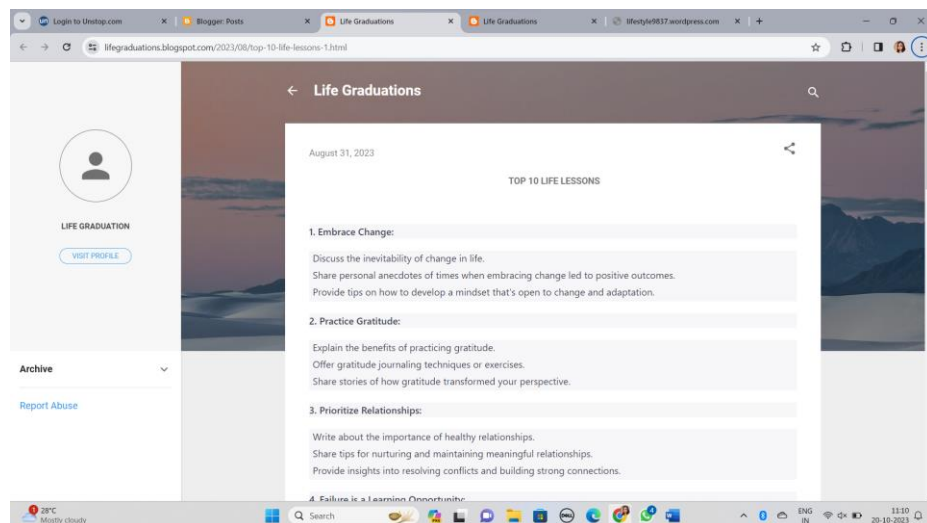 Login to Unstop.com
Blogger: Posts
Life Graduations
Life Graduations
lifestyle9837.wordpress.com
lifegraduations.blogspot.com/2023/08/top-10-life-lessons-1.html
Life Graduations
August 31, 2023
TOP 10 LIFE LESSONS
LIFE GRADUATION
VISIT PROFILE
Archive
Report Abuse
1. Embrace Change:
Discuss the inevitability of change in life.
Share personal anecdotes of times when embracing change led to positive outcomes.
Provide tips on how to develop a mindset that's open to change and adaptation.
2. Practice Gratitude:
Explain the benefits of practicing gratitude.
Offer gratitude journaling techniques or exercises.
Share stories of how gratitude transformed your perspective.
3. Prioritize Relationships:
Write about the importance of healthy relationships.
Share tips for nurturing and maintaining meaningful relationships.
Provide insights into resolving conflicts and building strong connections.
4. Failure is a Learning Opportunity:
28°C
Mostly cloudy
Search
ENG
IN
11:10
20-10-2023